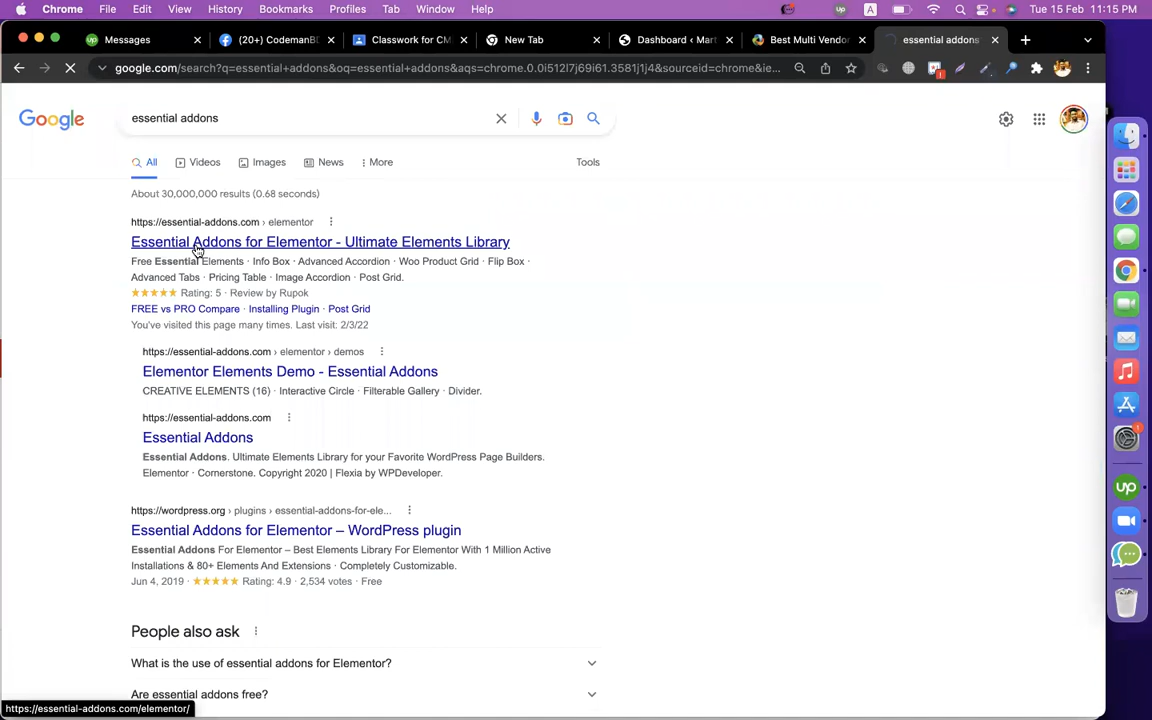 Chrome File Edit View History Bookmarks Profiles Tab Window Help A Tue 15 Feb 11:15 PM
up Messages (20+) CodemanBD Classwork for CM New Tab Dashboard ‹ Mart Best Multi Vendor essential addons
google.com/search?q=essential+addons&oq=essential+addons&aqs=chrome.0.0i512l7j69i61.3581j1j4&sourceid=chrome&ie...
Google essential addons
All Videos Images News More Tools
About 30,000,000 results (0.68 seconds)
https://essential-addons.com › elementor
Essential Addons for Elementor - Ultimate Elements Library
Free Essential Elements · Info Box · Advanced Accordion · Woo Product Grid · Flip Box ·
Advanced Tabs · Pricing Table · Image Accordion · Post Grid.
★★★★★ Rating: 5 · Review by Rupok
FREE vs PRO Compare · Installing Plugin · Post Grid
You've visited this page many times. Last visit: 2/3/22
https://essential-addons.com › elementor › demos
Elementor Elements Demo - Essential Addons
CREATIVE ELEMENTS (16) · Interactive Circle · Filterable Gallery · Divider.
https://essential-addons.com
Essential Addons
Essential Addons. Ultimate Elements Library for your Favorite WordPress Page Builders.
Elementor · Cornerstone. Copyright 2020 | Flexia by WPDeveloper.
https://wordpress.org › plugins › essential-addons-for-ele...
Essential Addons for Elementor – WordPress plugin
Essential Addons For Elementor – Best Elements Library For Elementor With 1 Million Active
Installations & 80+ Elements And Extensions · Completely Customizable.
Jun 4, 2019 · ★★★★★ Rating: 4.9 · 2,534 votes · Free
People also ask
What is the use of essential addons for Elementor?
Are essential addons free?
https://essential-addons.com/elementor/